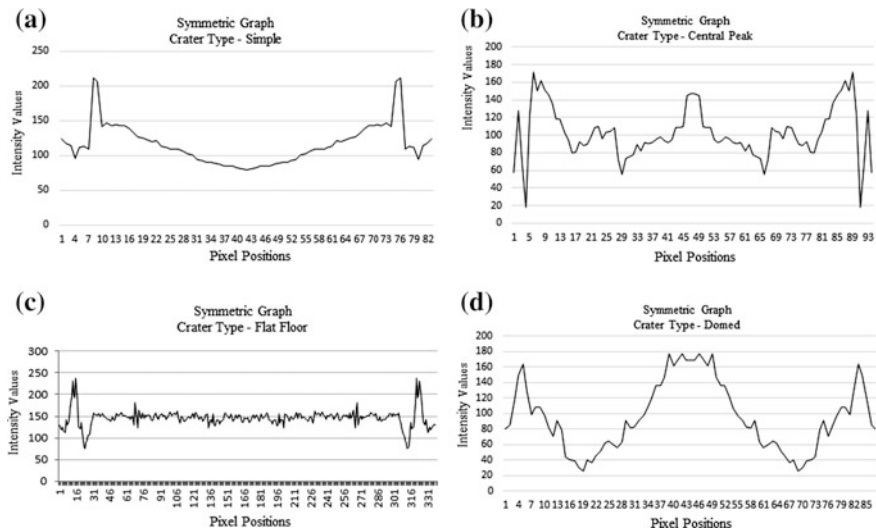 (a)
Symmetric Graph
Crater Type - Simple
Intensity Values
250
200
150
100
50
0
1 4 7 10 13 16 19 22 25 28 31 34 37 40 43 46 49 52 55 58 61 64 67 70 73 76 79 82
Pixel Positions
(b)
Symmetric Graph
Crater Type - Central Peak
Intensity Values
200
180
160
140
120
100
80
60
40
20
0
1 5 9 13 17 21 25 29 33 37 41 45 49 53 57 61 65 69 73 77 81 85 89 93
Pixel Positions
(c)
Symmetric Graph
Crater Type - Flat Floor
Intensity Values
300
250
200
150
100
50
0
1 16 31 46 61 76 91 106 121 136 151 166 181 196 211 226 241 256 271 286 301 316 331
Pixel Positions
(d)
Symmetric Graph
Crater Type - Domed
Intensity Values
180
160
140
120
100
80
60
40
20
0
1 4 7 10 13 16 19 22 25 28 31 34 37 40 43 46 49 52 55 58 61 64 67 70 73 76 79 82 85
Pixel Positions